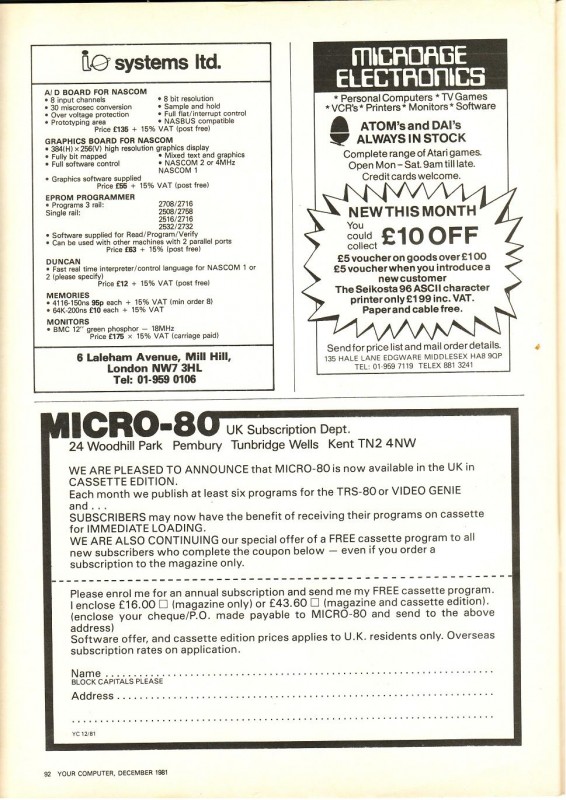 io systems ltd.
A/D BOARD FOR NASCOM
• 8 input channels
• 30 miscrosec conversion
• Over voltage protection
• Prototyping area
• 8 bit resolution
• Sample and hold
• Full flat/interrupt control
• NASBUS compatible
Price £135 + 15% VAT (post free)
GRAPHICS BOARD FOR NASCOM
• 384(H) × 256(V) high resolution display
• Fully bit mapped
• Full software control
• Mixed text and graphics
• NASCOM 2 or 4MHz
NASCOM 1
• Graphics software supplied
Price £55 + 15% VAT (post free)
EPROM PROGRAMMER
• Programs 3 rail: 2708/2716
Single rail: 2508/2758
2516/2716
2532/2732
• Software supplied for Read/Program/Verify
• Can be used with other machines with 2 parallel ports
Price £63 + 15% VAT (post free)
DUNCAN
• Fast real time interpreter/control language for NASCOM 1 or
2 (please specify)
Price £12 + 15% VAT (post free)
MEMORIES
• 4116-150ns 95p each + 15% VAT (min order 8)
• 64K-200ns £10 each + 15% VAT
MONITORS
• BMC 12" green phosphor — 18MHz
Price £175 × 15% VAT (carriage paid)
6 Laleham Avenue, Mill Hill,
London NW7 3HL
Tel: 01-959 0106
MICROAGE
ELECTRONICS
* Personal Computers * TV Games
* VCR's * Printers * Monitors * Software
ATOM's and DAI's
ALWAYS IN STOCK
Complete range of Atari games.
Open Mon – Sat. 9am till late.
Credit cards welcome.
NEW THIS MONTH
You
could
collect
£10 OFF
£5 voucher on goods over £100
£5 voucher when you introduce a
new customer
The Seikosta 96 ASCII character
printer only £199 inc. VAT.
Paper and cable free.
Send for price list and mail order details.
135 HALE LANE EDGWARE MIDDLESEX HA8 9QP
TEL: 01-959 7119 TELEX 881 3241
MICRO-80 UK Subscription Dept.
24 Woodhill Park Pembury Tunbridge Wells Kent TN2 4NW
WE ARE PLEASED TO ANNOUNCE that MICRO-80 is now available in the UK in
CASSETTE EDITION.
Each month we publish at least six programs for the TRS-80 or VIDEO GENIE
and . . .
SUBSCRIBERS may now have the benefit of receiving their programs on cassette
for IMMEDIATE LOADING.
WE ARE ALSO CONTINUING our special offer of a FREE cassette program to all
new subscribers who complete the coupon below — even if you order a
subscription to the magazine only.
Please enrol me for an annual subscription and send me my FREE cassette program.
I enclose £16.00 □ (magazine only) or £43.60 □ (magazine and cassette edition).
(enclose your cheque/P.O. made payable to MICRO-80 and send to the above
address)
Software offer, and cassette edition prices applies to U.K. residents only. Overseas
subscription rates on application.
Name
BLOCK CAPITALS PLEASE
Address
YC 12/81
92 YOUR COMPUTER, DECEMBER 1981